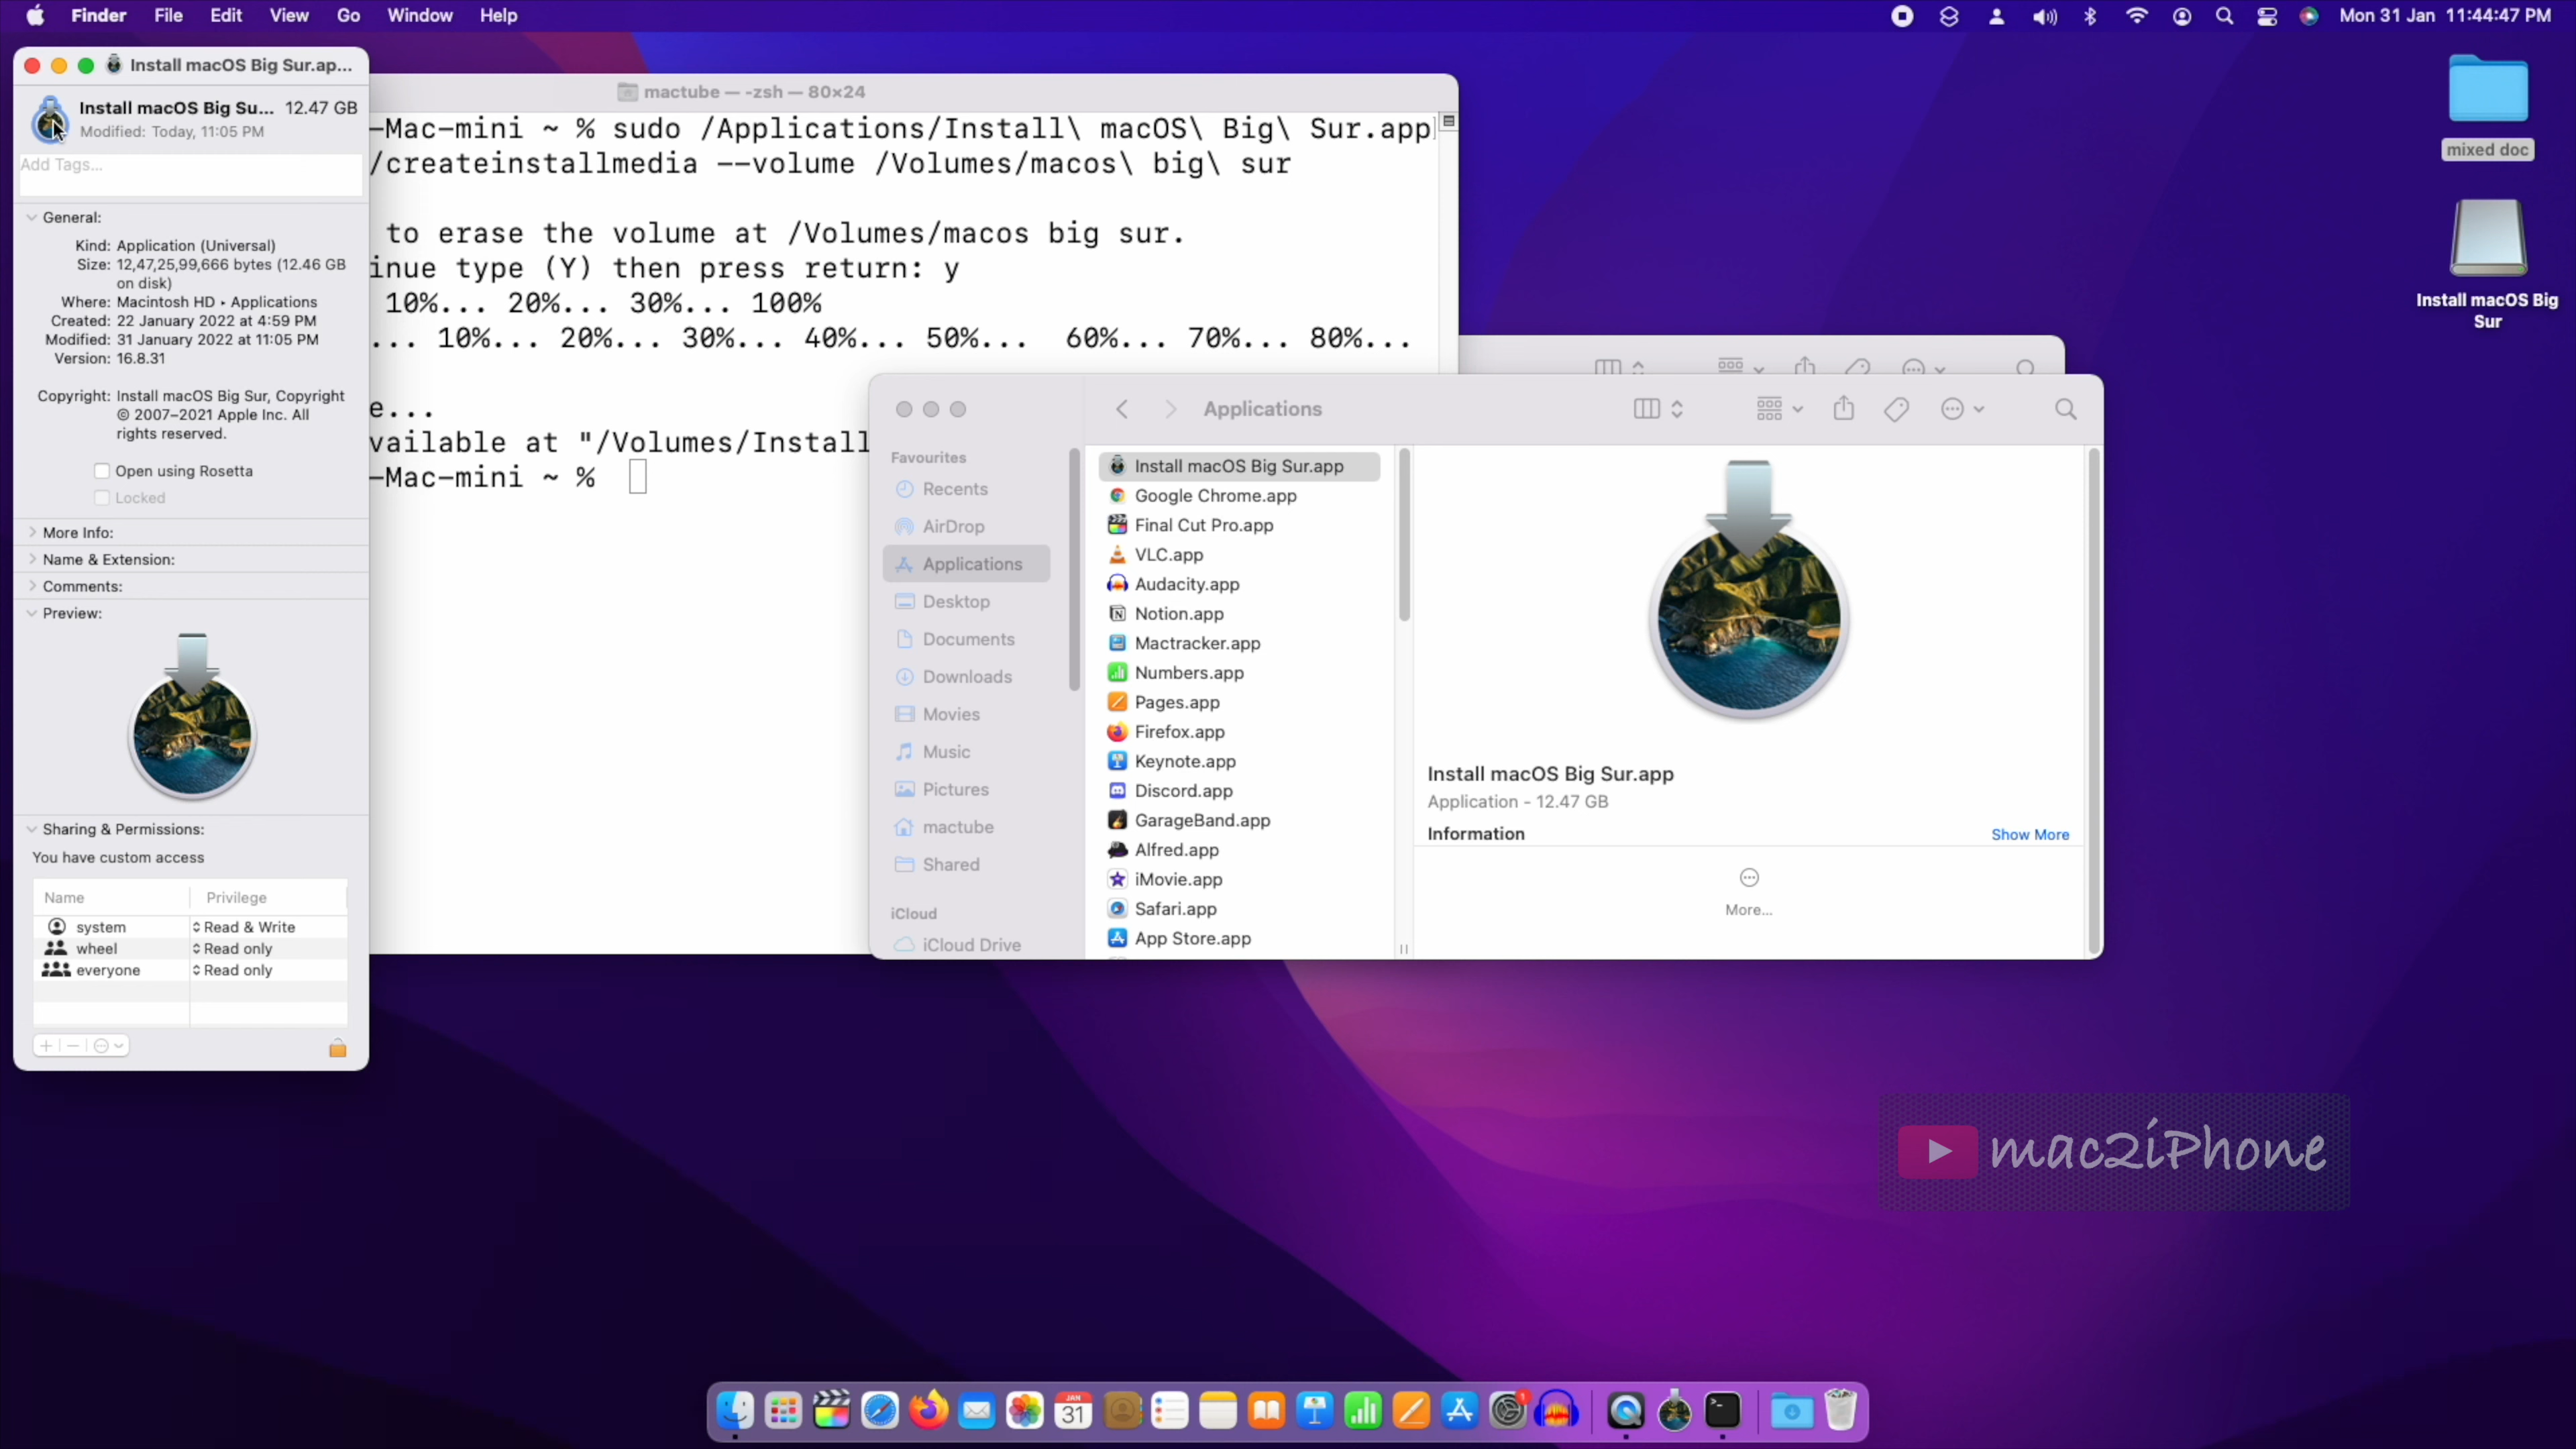 Finder File Edit View Go Window Help
Mon 31 Jan 11:44:47 PM
Install macOS Big Sur.ap...
Install macOS Big Su... 12.47 GB
Modified: Today, 11:05 PM
Add Tags...
General:
Kind: Application (Universal)
Size: 12,47,25,99,666 bytes (12.46 GB
on disk)
Where: Macintosh HD ▸ Applications
Created: 22 January 2022 at 4:59 PM
Modified: 31 January 2022 at 11:05 PM
Version: 16.8.31
Copyright: Install macOS Big Sur, Copyright
© 2007–2021 Apple Inc. All
rights reserved.
Open using Rosetta
Locked
More Info:
Name & Extension:
Comments:
Preview:
Sharing & Permissions:
You have custom access
Name Privilege
system Read & Write
wheel Read only
everyone Read only
mactube — -zsh — 80×24
-Mac-mini ~ % sudo /Applications/Install\ macOS\ Big\ Sur.app
/createinstallmedia --volume /Volumes/macos\ big\ sur
to erase the volume at /Volumes/macos big sur.
inue type (Y) then press return: y
10%... 20%... 30%... 100%
... 10%... 20%... 30%... 40%... 50%... 60%... 70%... 80%...
e...
vailable at "/Volumes/Install
-Mac-mini ~ %
Applications
Favourites
Recents
AirDrop
Applications
Desktop
Documents
Downloads
Movies
Music
Pictures
mactube
Shared
iCloud
iCloud Drive
Install macOS Big Sur.app
Google Chrome.app
Final Cut Pro.app
VLC.app
Audacity.app
Notion.app
Mactracker.app
Numbers.app
Pages.app
Firefox.app
Keynote.app
Discord.app
GarageBand.app
Alfred.app
iMovie.app
Safari.app
App Store.app
Install macOS Big Sur.app
Application - 12.47 GB
Information Show More
More...
mixed doc
Install macOS Big
Sur
mac2iPhone
JAN
31
1